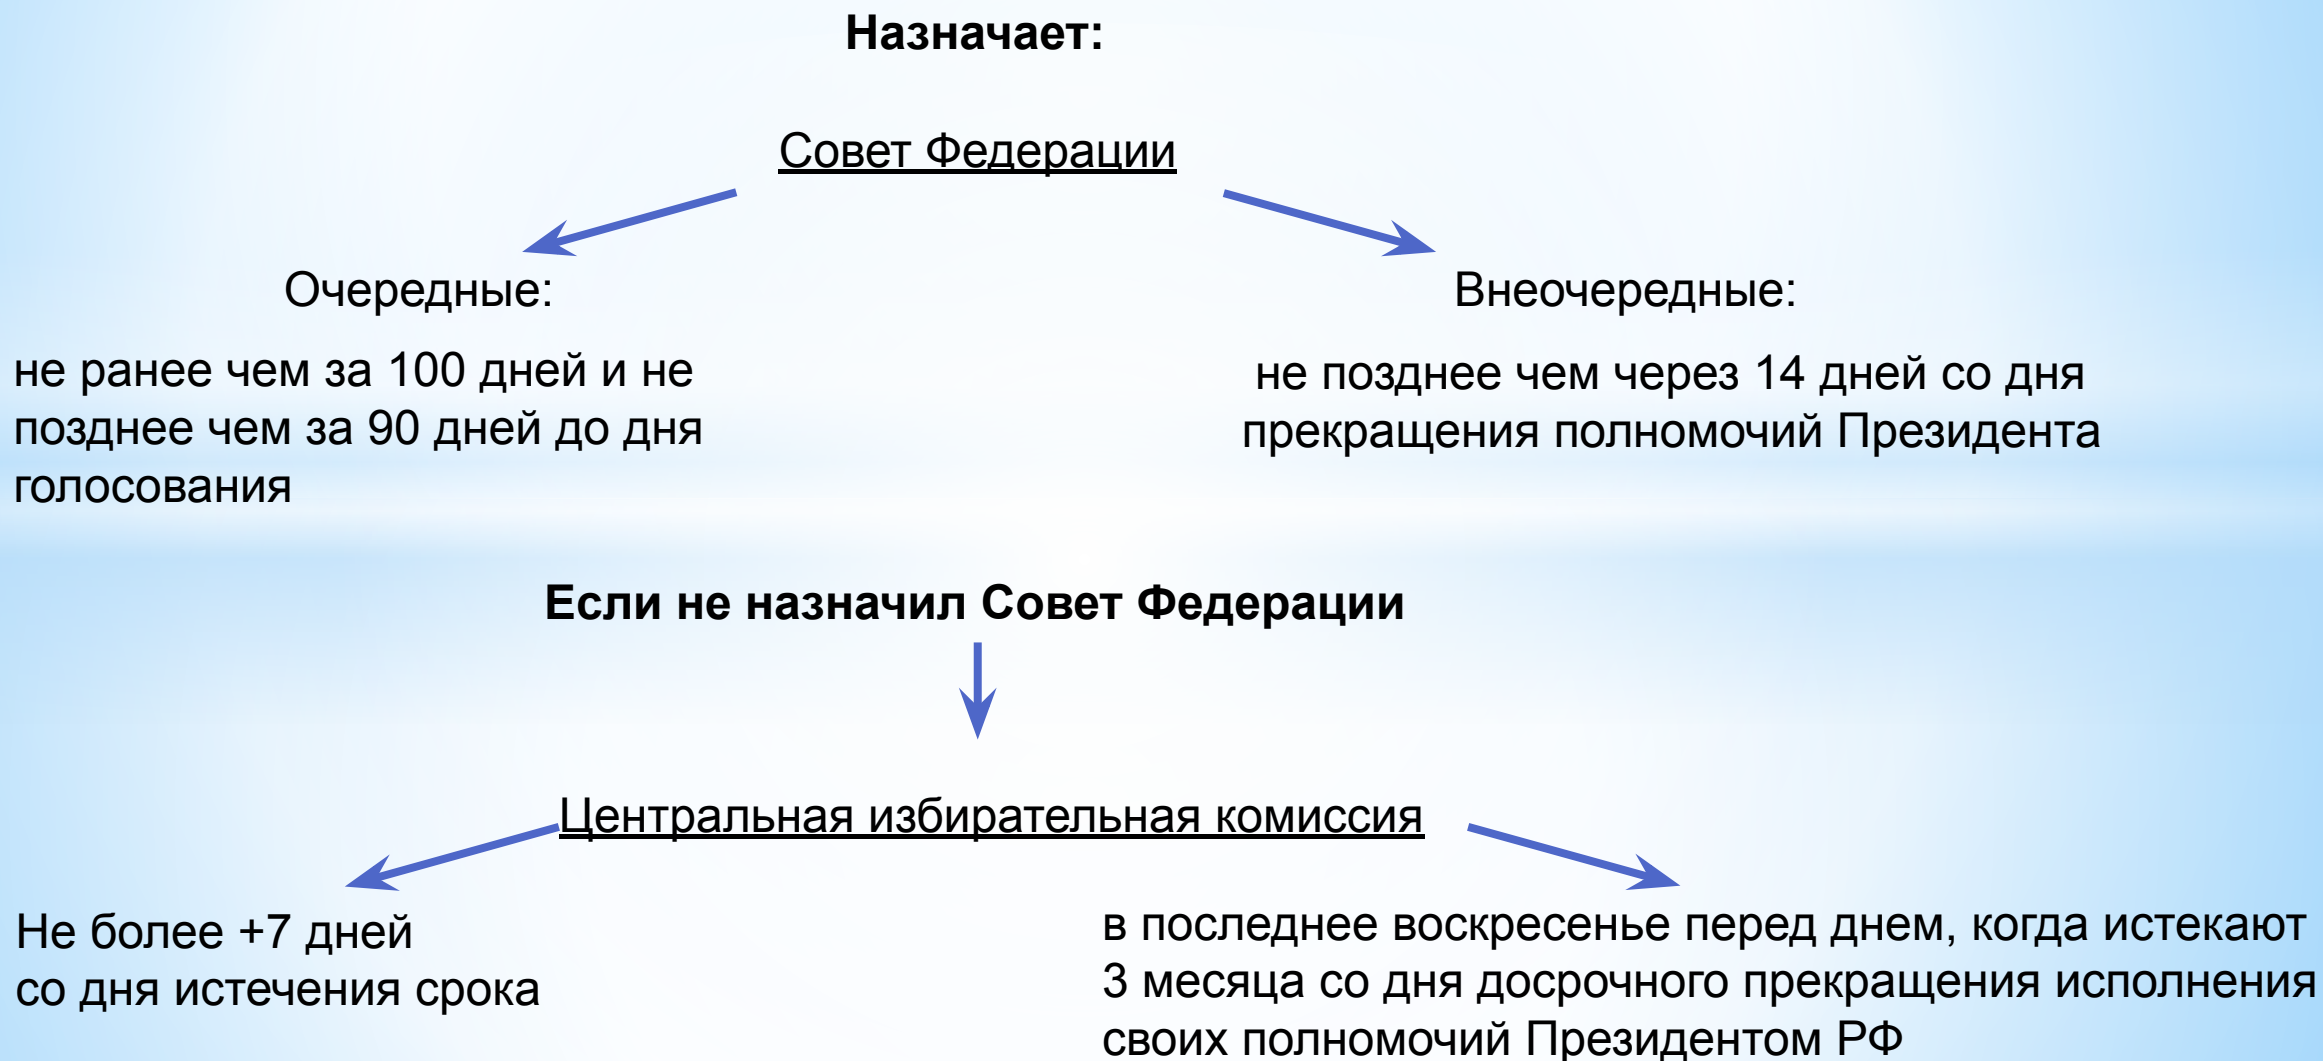 Назначает:
Совет Федерации
Очередные:
не ранее чем за 100 дней и не
позднее чем за 90 дней до дня
голосования
Внеочередные:
не позднее чем через 14 дней со дня
прекращения полномочий Президента
Если не назначил Совет Федерации
Центральная избирательная комиссия
Не более +7 дней
со дня истечения срока
в последнее воскресенье перед днем, когда истекают
3 месяца со дня досрочного прекращения исполнения
своих полномочий Президентом РФ